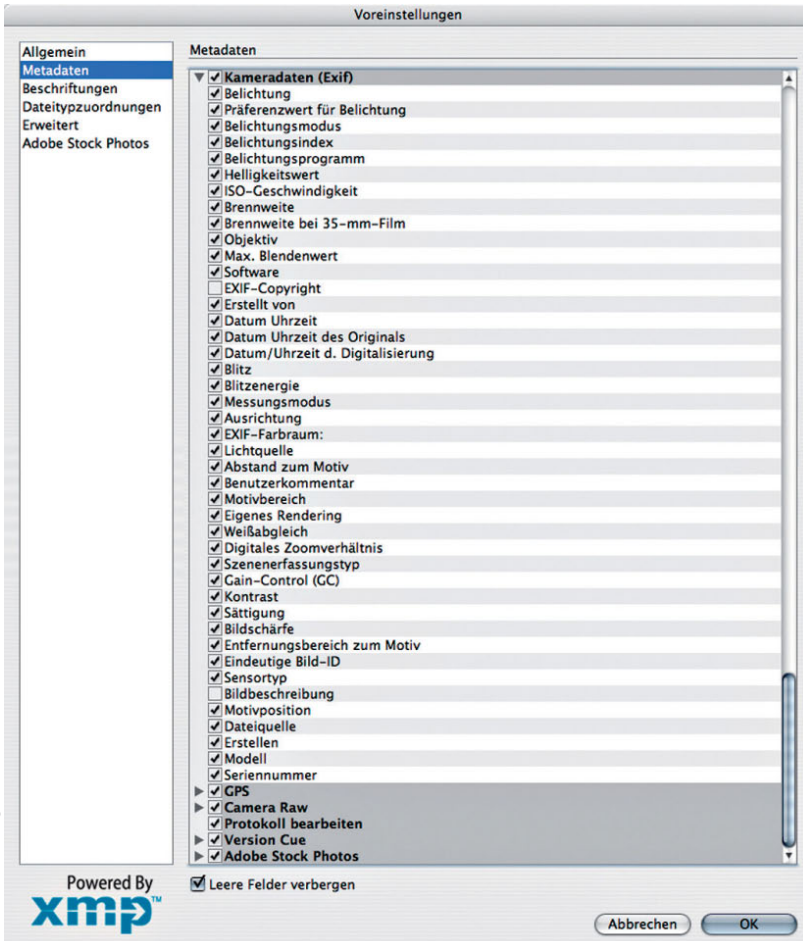 Voreinstellungen
Allgemein
Metadaten
Beschriftungen
Dateitypzuordnungen
Erweitert
Adobe Stock Photos
Metadaten
Kameradaten (Exif)
Belichtung
Präferenzwert für Belichtung
Belichtungsmodus
Belichtungsindex
Belichtungsprogramm
Helligkeitswert
ISO-Geschwindigkeit
Brennweite
Brennweite bei 35-mm-Film
Objektiv
Max. Blendenwert
Software
EXIF-Copyright
Erstellt von
Datum Uhrzeit
Datum Uhrzeit des Originals
Datum/Uhrzeit d. Digitalisierung
Blitz
Blitzenergie
Messungsmodus
Ausrichtung
EXIF-Farbraum:
Lichtquelle
Abstand zum Motiv
Benutzerkommentar
Motivbereich
Eigenes Rendering
Weißabgleich
Digitales Zoomverhältnis
Szenenerfassungstyp
Gain-Control (GC)
Kontrast
Sättigung
Bildschärfe
Entfernungsbereich zum Motiv
Eindeutige Bild-ID
Sensortyp
Bildbeschreibung
Motivposition
Dateiquelle
Erstellen
Modell
Seriennummer
GPS
Camera Raw
Protokoll bearbeiten
Version Cue
Adobe Stock Photos
Powered By
xmp™
Leere Felder verbergen
Abbrechen
OK